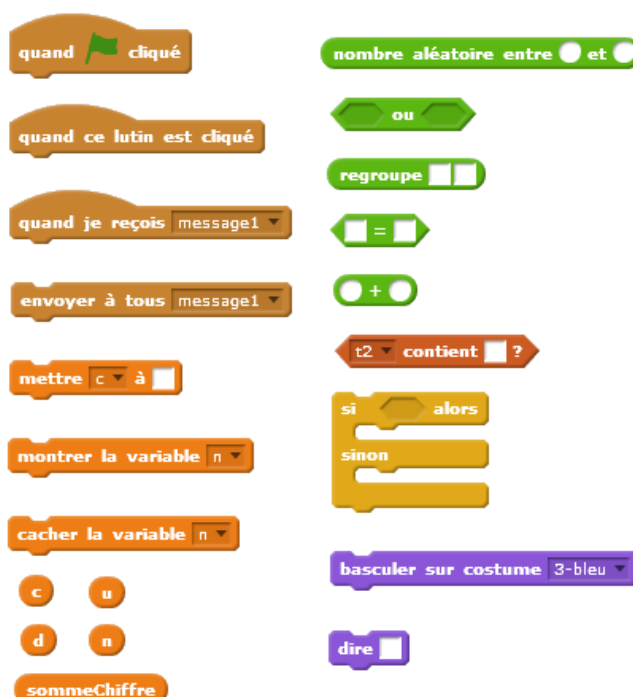 quand cliqué
quand ce lutin est cliqué
quand je reçois message1
envoyer à tous message1
mettre c à
montrer la variable n
cacher la variable n
c u
d n
sommeChiffre
nombre aléatoire entre et
ou
regroupe
=
+
t2 contient ?
si alors
sinon
basculer sur costume 3-bleu
dire